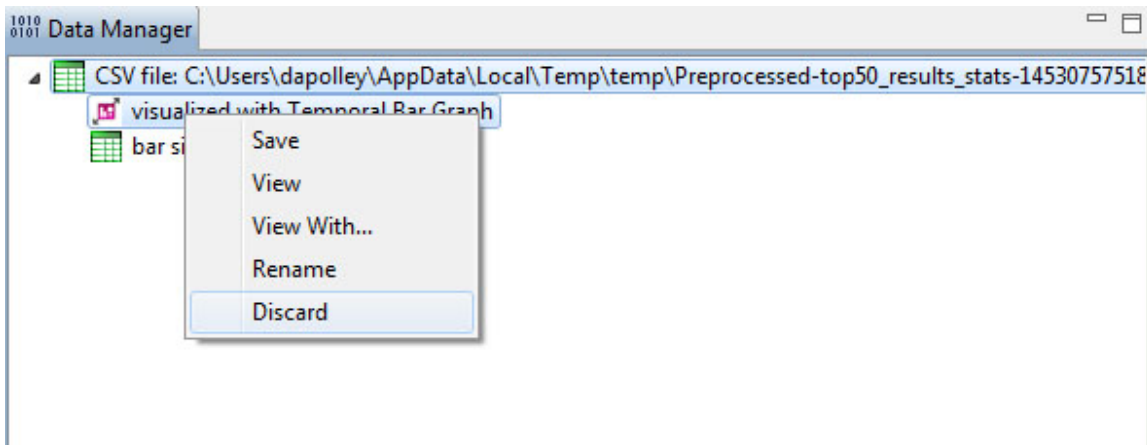 1010
0101 Data Manager
CSV file: C:\Users\dapolley\AppData\Local\Temp\temp\Preprocessed-top50_results_stats-14530757518
visualized with Temporal Bar Graph
bar si
Save
View
View With...
Rename
Discard